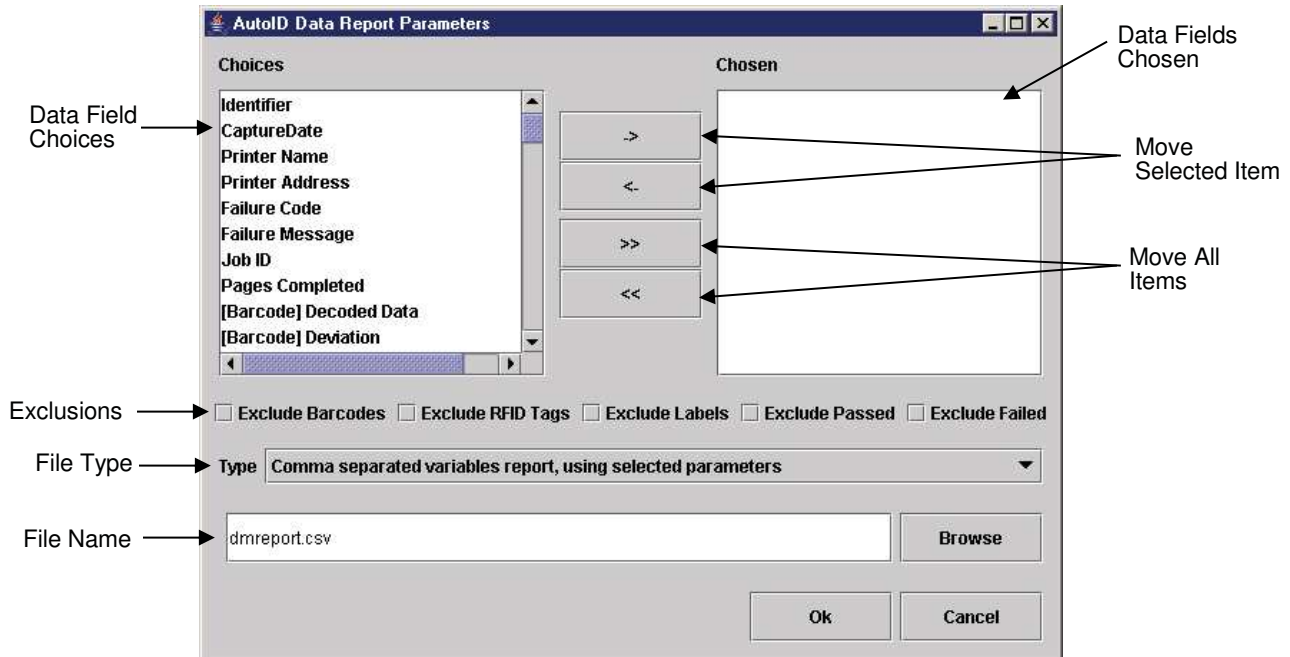 AutoID Data Report Parameters
Data Fields
Chosen
Choices
Chosen
Data Field
Choices
Identifier
CaptureDate
Printer Name
Printer Address
Failure Code
Failure Message
Job ID
Pages Completed
[Barcode] Decoded Data
[Barcode] Deviation
->
<-
>>
<<
Move
Selected Item
Move All
Items
Exclusions
Exclude Barcodes Exclude RFID Tags Exclude Labels Exclude Passed Exclude Failed
File Type
Type Comma separated variables report, using selected parameters
File Name
dmreport.csv
Browse
Ok
Cancel